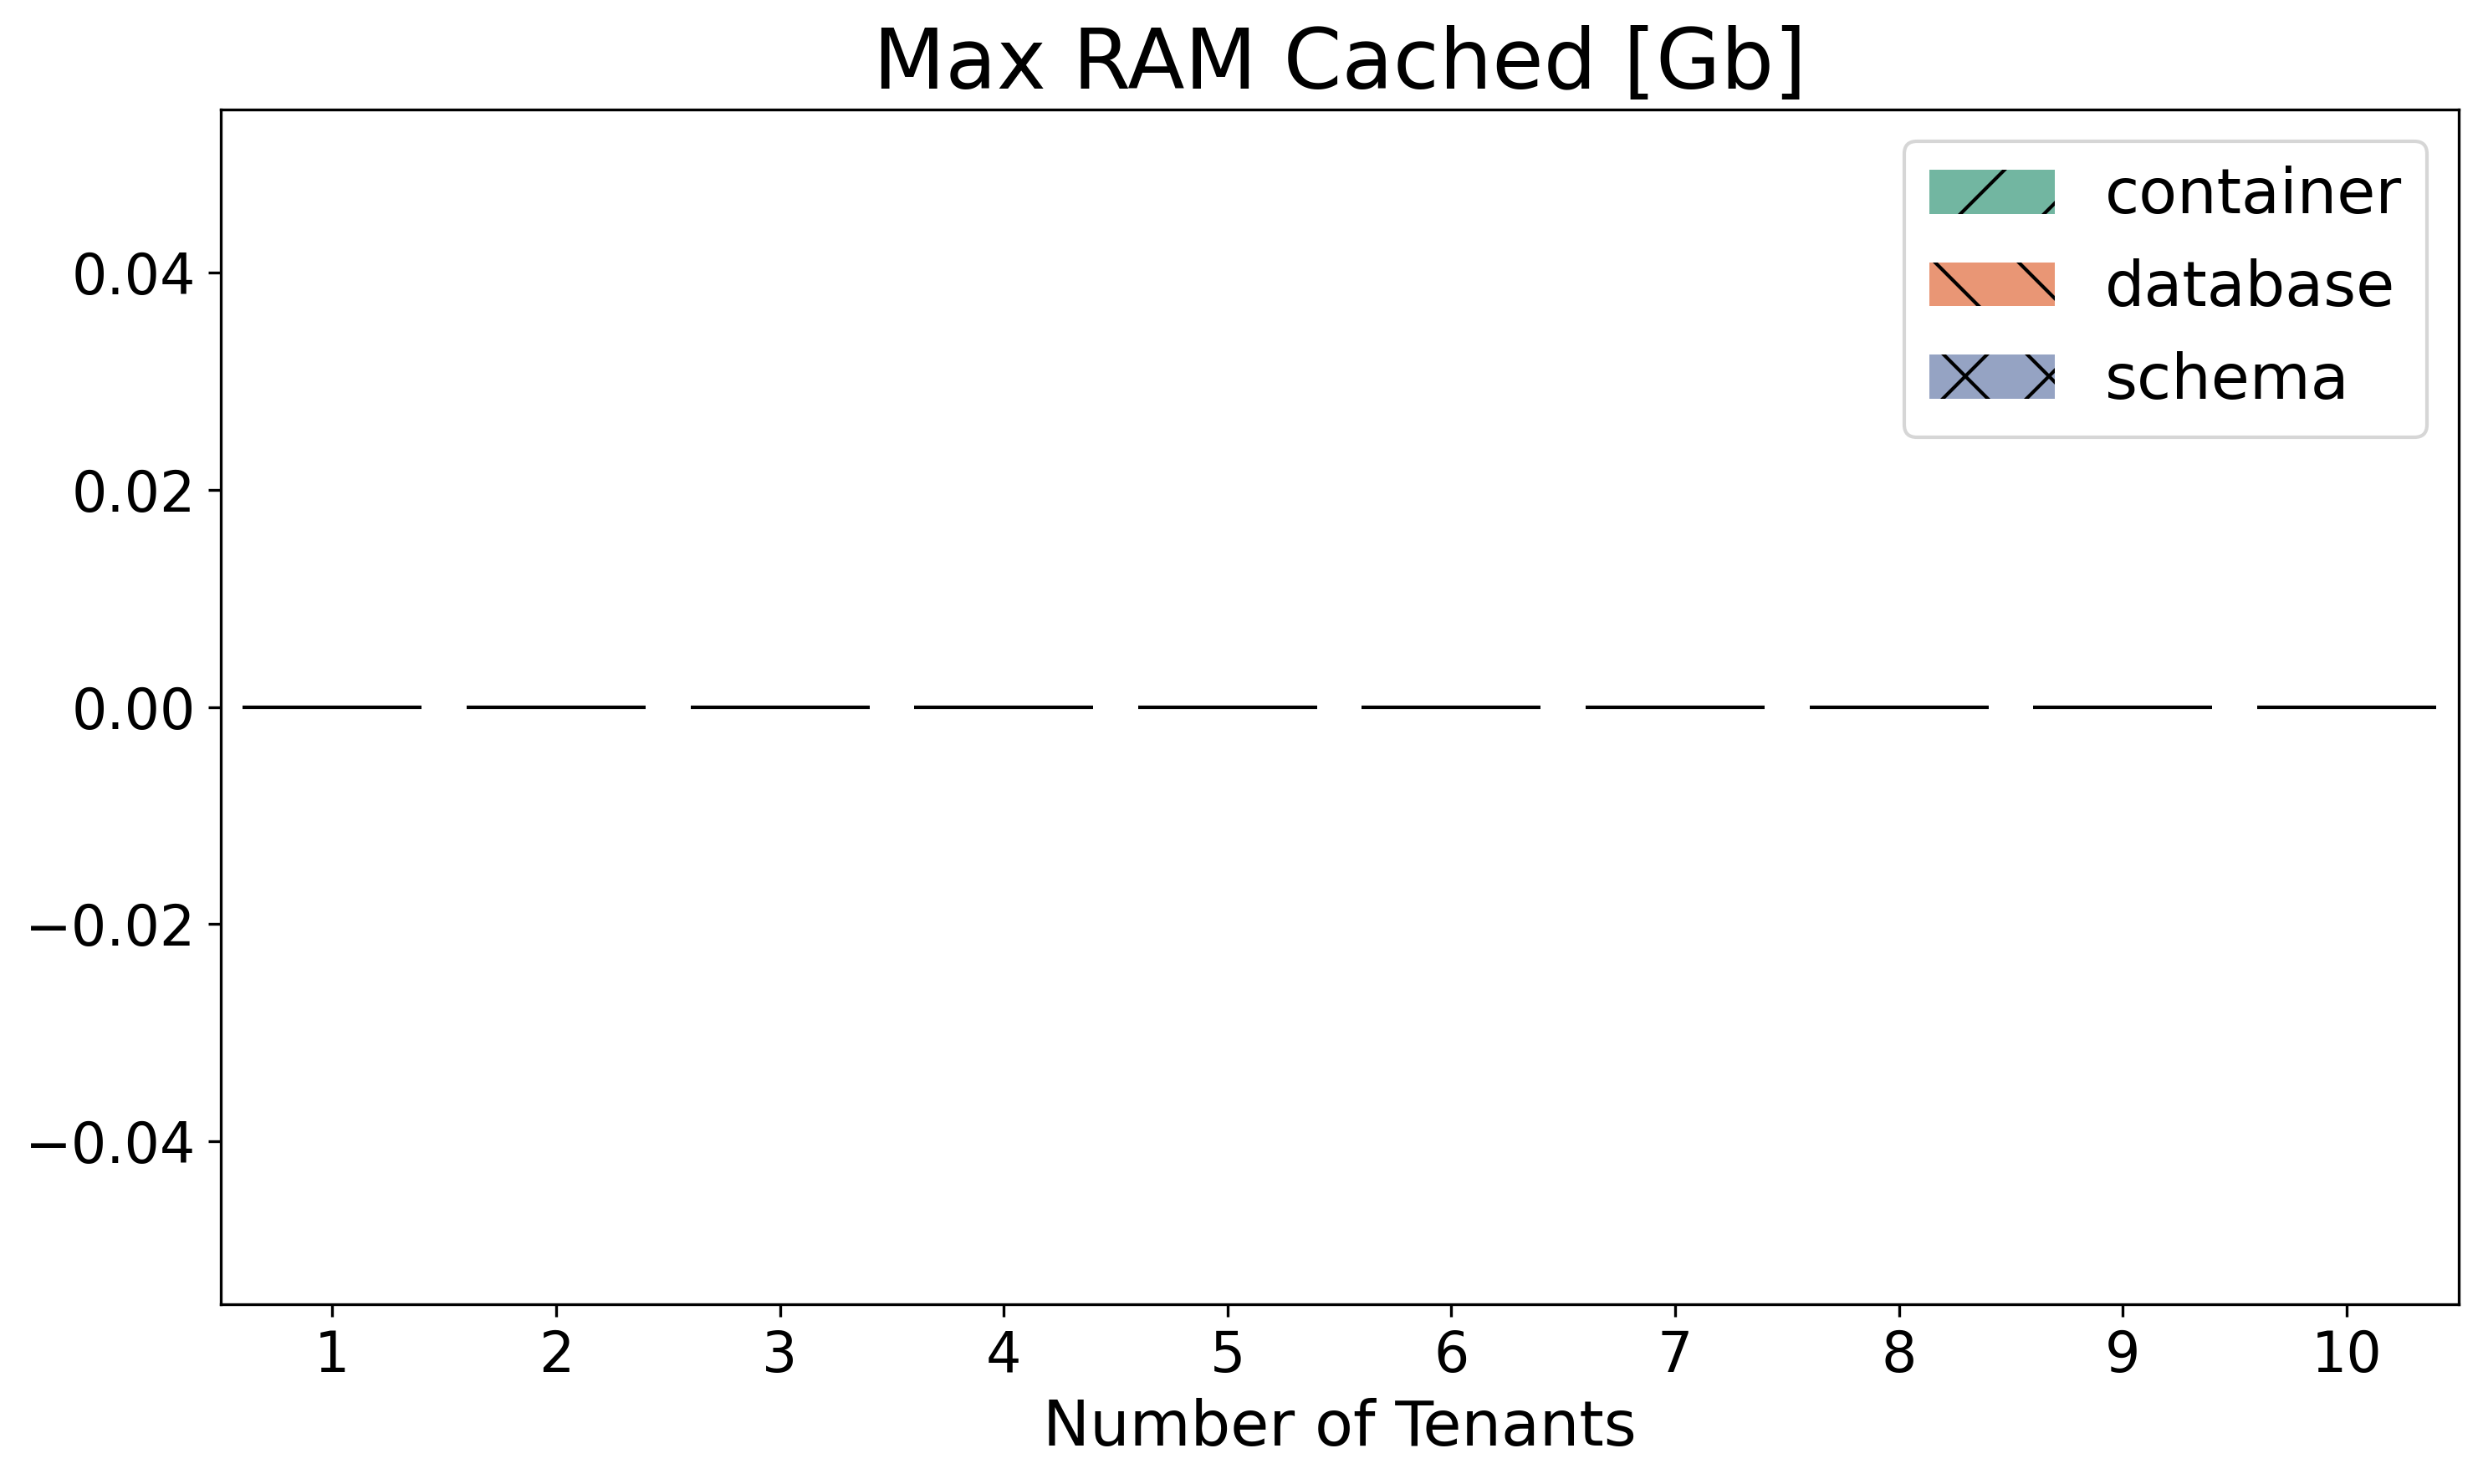 Max RAM Cached [Gb]
container
database
schema
0.04
0.02
0.00
−0.02
−0.04
1 2 3 4 5 6 7 8 9 10
Number of Tenants